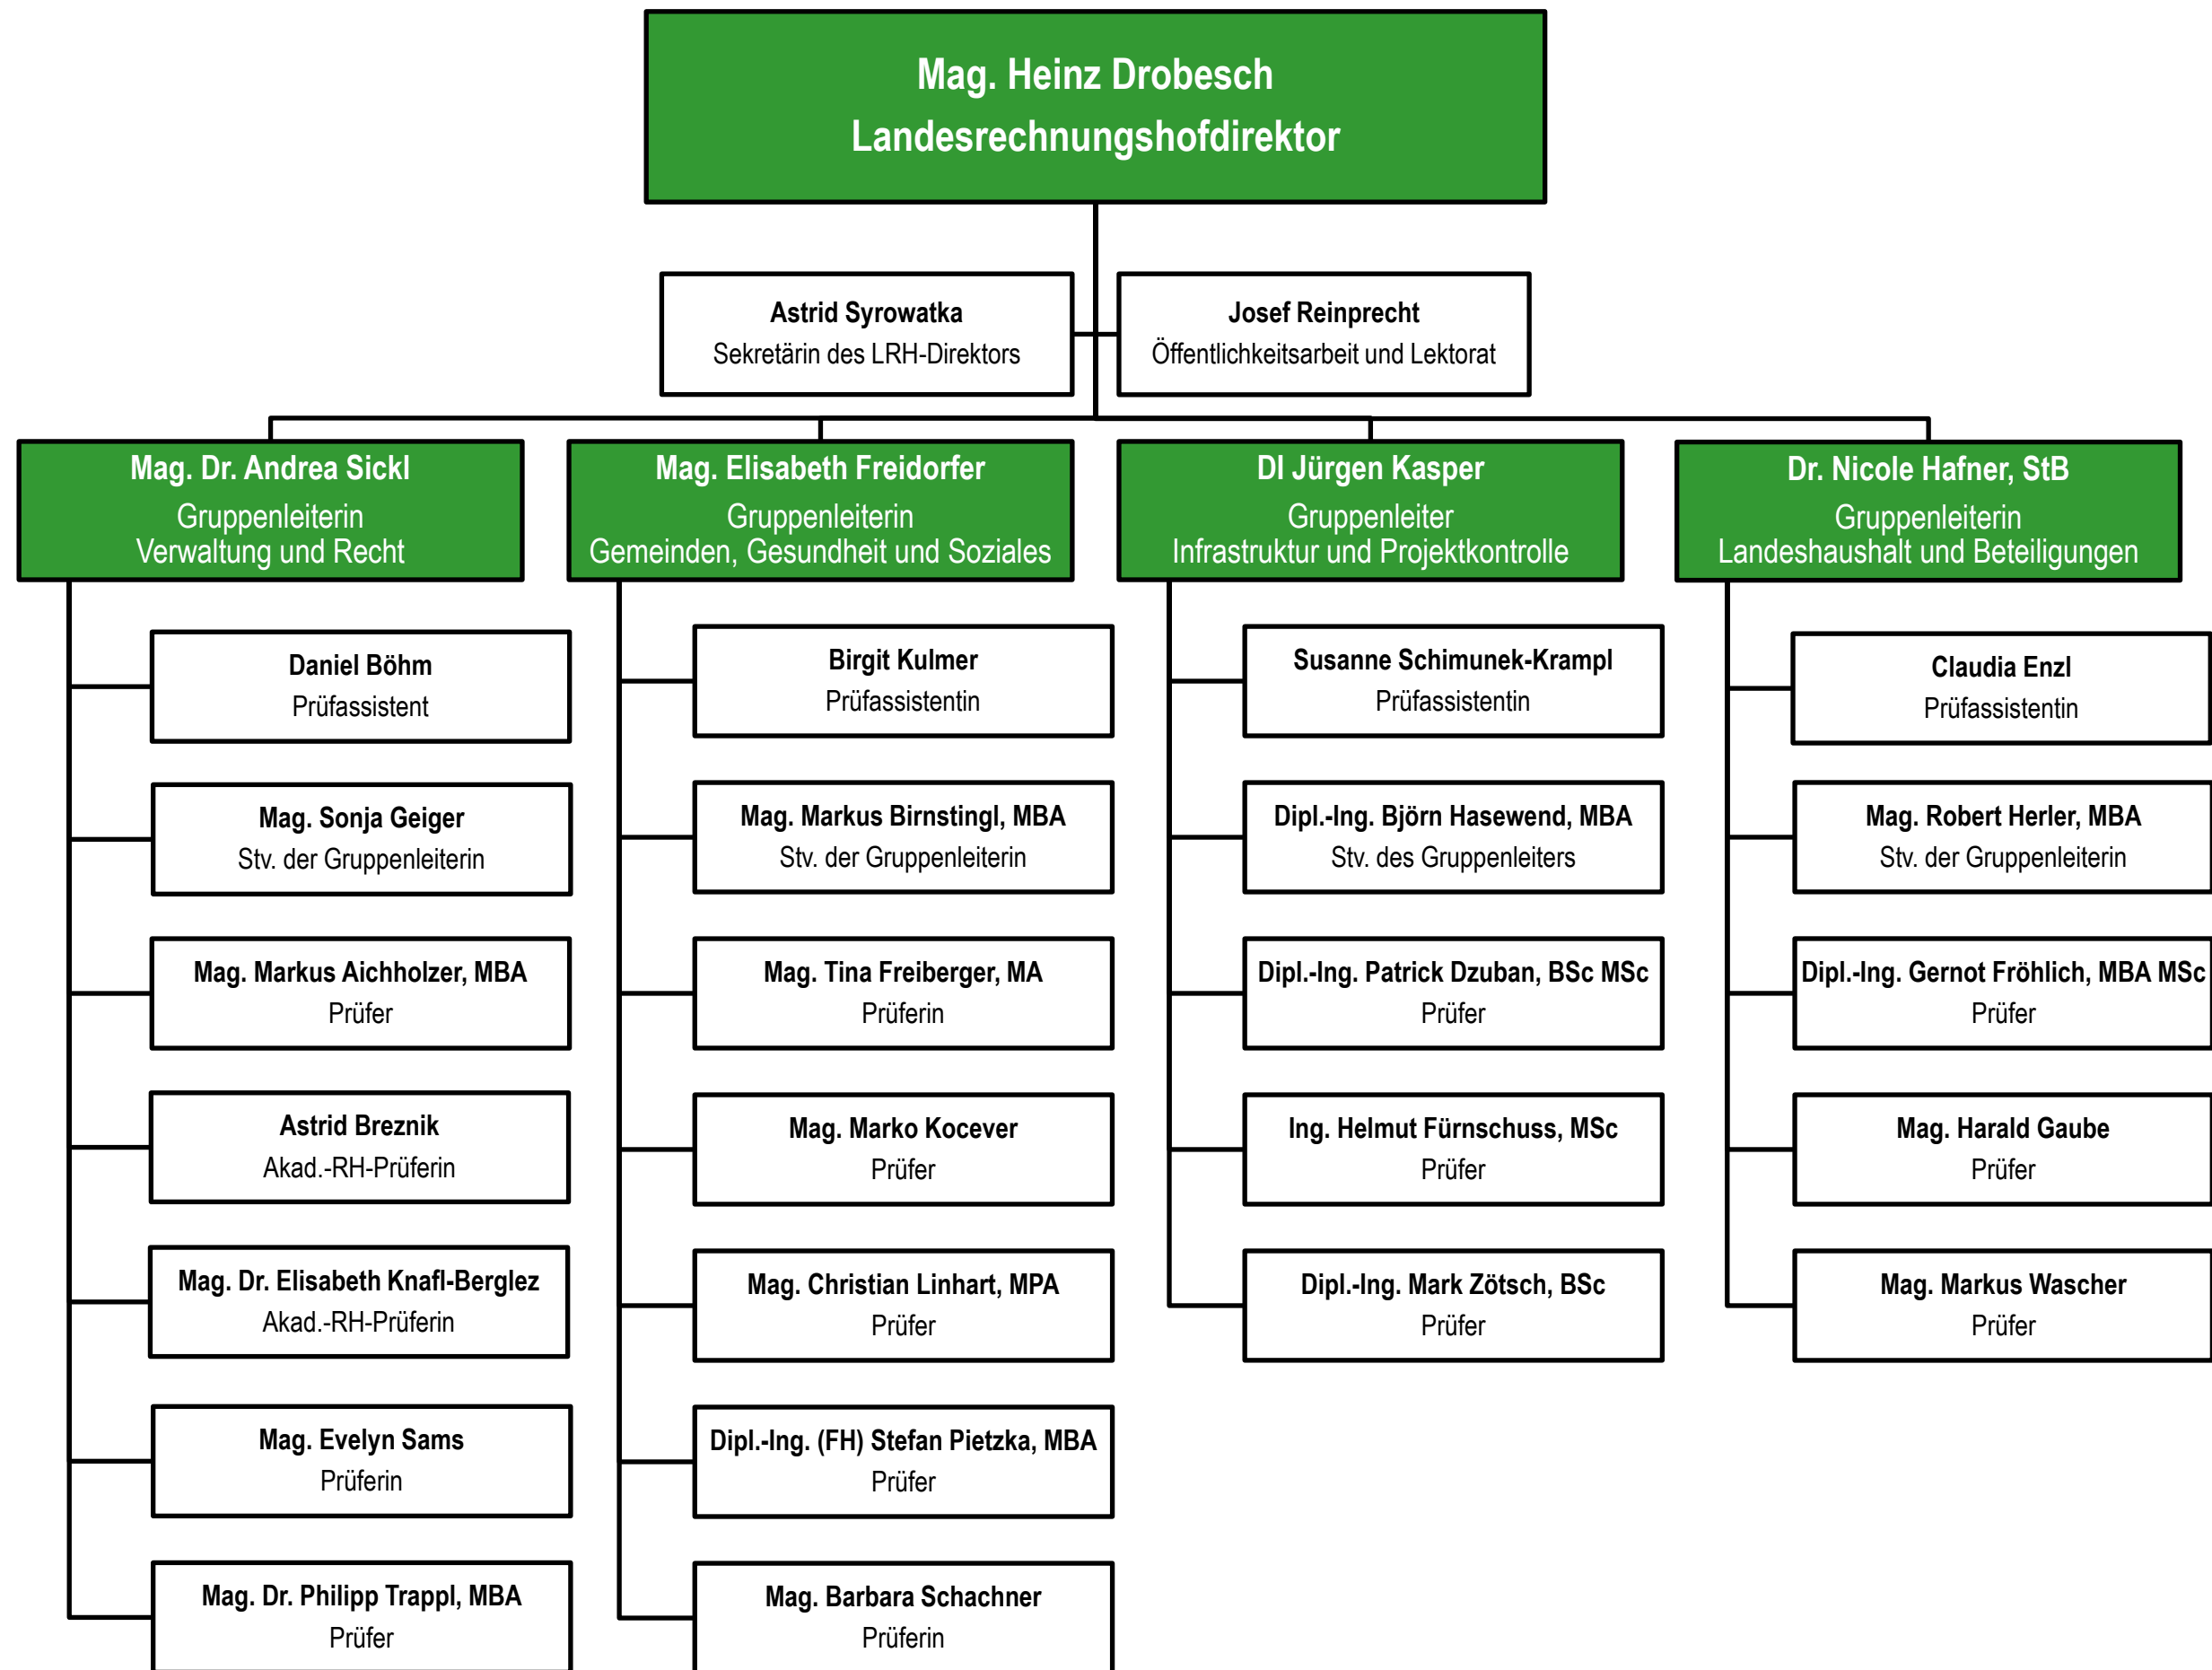 Mag. Heinz Drobesch
Landesrechnungshofdirektor
Astrid Syrowatka
Sekretärin des LRH-Direktors
Josef Reinprecht
Öffentlichkeitsarbeit und Lektorat
Mag. Dr. Andrea Sickl
Gruppenleiterin
Verwaltung und Recht
Daniel Böhm
Prüfassistent
Mag. Sonja Geiger
Stv. der Gruppenleiterin
Mag. Markus Aichholzer, MBA
Prüfer
Astrid Breznik
Akad.-RH-Prüferin
Mag. Dr. Elisabeth Knafl-Berglez
Akad.-RH-Prüferin
Mag. Evelyn Sams
Prüferin
Mag. Dr. Philipp Trappl, MBA
Prüfer
Mag. Elisabeth Freidorfer
Gruppenleiterin
Gemeinden, Gesundheit und Soziales
Birgit Kulmer
Prüfassistentin
Mag. Markus Birnstingl, MBA
Stv. der Gruppenleiterin
Mag. Tina Freiberger, MA
Prüferin
Mag. Marko Kocever
Prüfer
Mag. Christian Linhart, MPA
Prüfer
Dipl.-Ing. (FH) Stefan Pietzka, MBA
Prüfer
Mag. Barbara Schachner
Prüferin
DI Jürgen Kasper
Gruppenleiter
Infrastruktur und Projektkontrolle
Susanne Schimunek-Krampl
Prüfassistentin
Dipl.-Ing. Björn Hasewend, MBA
Stv. des Gruppenleiters
Dipl.-Ing. Patrick Dzuban, BSc MSc
Prüfer
Ing. Helmut Fürnschuss, MSc
Prüfer
Dipl.-Ing. Mark Zötsch, BSc
Prüfer
Dr. Nicole Hafner, StB
Gruppenleiterin
Landeshaushalt und Beteiligungen
Claudia Enzl
Prüfassistentin
Mag. Robert Herler, MBA
Stv. der Gruppenleiterin
Dipl.-Ing. Gernot Fröhlich, MBA MSc
Prüfer
Mag. Harald Gaube
Prüfer
Mag. Markus Wascher
Prüfer